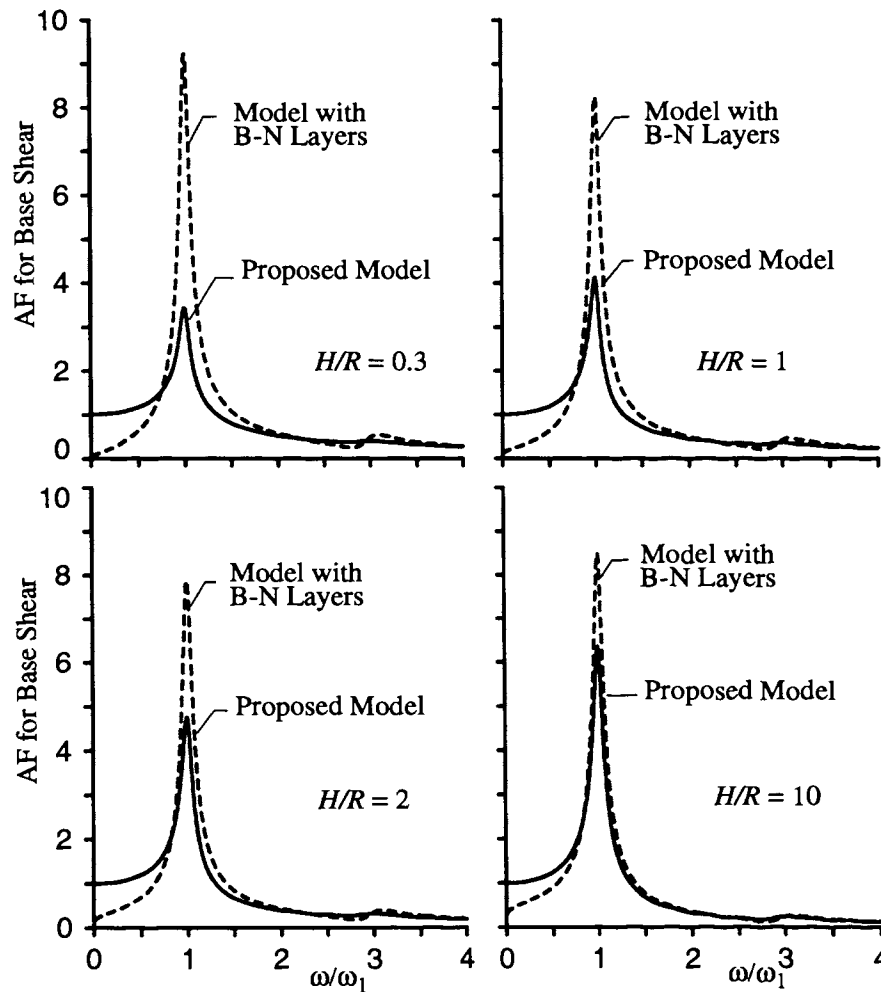 10
8
6
4
2
0
AF for Base Shear
Model with
B-N Layers
Proposed Model
H/R = 0.3
Model with
B-N Layers
Proposed Model
H/R = 1
10
8
6
4
2
0
AF for Base Shear
Model with
B-N Layers
Proposed Model
H/R = 2
0 1 2 3 4
ω/ω1
Model with
B-N Layers
Proposed Model
H/R = 10
0 1 2 3 4
ω/ω1